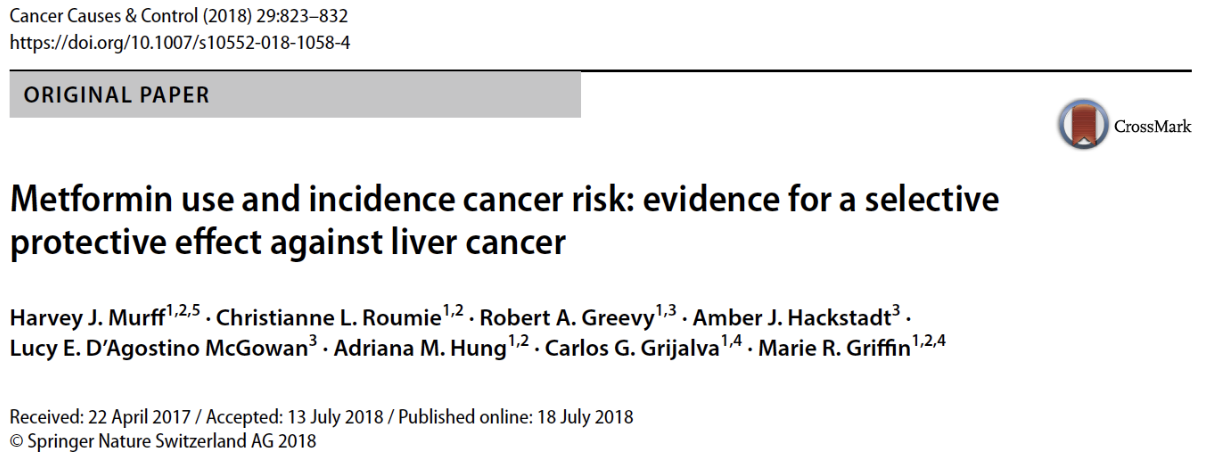 Cancer Causes & Control (2018) 29:823–832
https://doi.org/10.1007/s10552-018-1058-4
ORIGINAL PAPER
CrossMark
Metformin use and incidence cancer risk: evidence for a selective
protective effect against liver cancer
Harvey J. Murff1,2,5 · Christianne L. Roumie1,2 · Robert A. Greevy1,3 · Amber J. Hackstadt3 ·
Lucy E. D’Agostino McGowan3 · Adriana M. Hung1,2 · Carlos G. Grijalva1,4 · Marie R. Griffin1,2,4
Received: 22 April 2017 / Accepted: 13 July 2018 / Published online: 18 July 2018
© Springer Nature Switzerland AG 2018